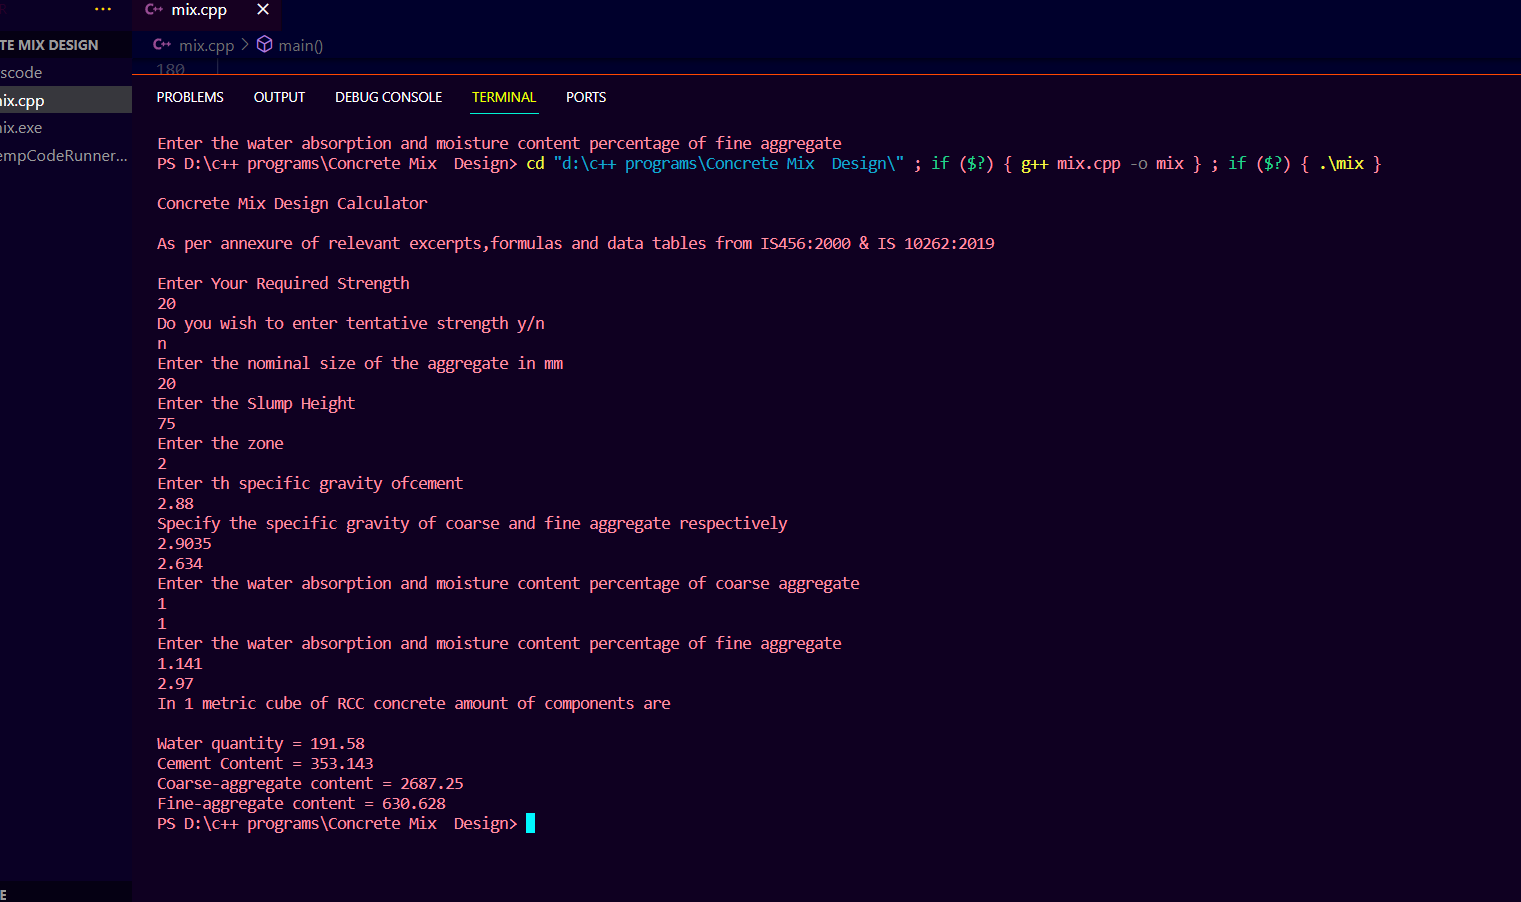 mix.cpp
TE MIX DESIGN
mix.cpp > main()
scode
180
ix.cpp
PROBLEMS OUTPUT DEBUG CONSOLE TERMINAL PORTS
ix.exe
empCodeRunner...
Enter the water absorption and moisture content percentage of fine aggregate
PS D:\c++ programs\Concrete Mix  Design> cd "d:\c++ programs\Concrete Mix  Design\" ; if ($?) { g++ mix.cpp -o mix } ; if ($?) { .\mix }
Concrete Mix Design Calculator
As per annexure of relevant excerpts,formulas and data tables from IS456:2000 & IS 10262:2019
Enter Your Required Strength
20
Do you wish to enter tentative strength y/n
n
Enter the nominal size of the aggregate in mm
20
Enter the Slump Height
75
Enter the zone
2
Enter th specific gravity ofcement
2.88
Specify the specific gravity of coarse and fine aggregate respectively
2.9035
2.634
Enter the water absorption and moisture content percentage of coarse aggregate
1
1
Enter the water absorption and moisture content percentage of fine aggregate
1.141
2.97
In 1 metric cube of RCC concrete amount of components are
Water quantity = 191.58
Cement Content = 353.143
Coarse-aggregate content = 2687.25
Fine-aggregate content = 630.628
PS D:\c++ programs\Concrete Mix  Design>
E